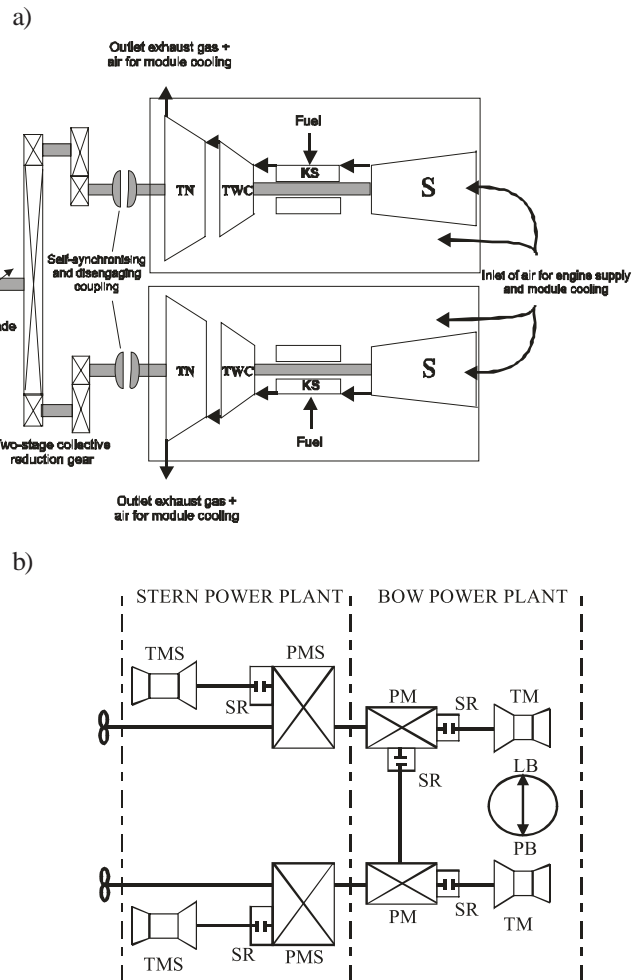 a)
Outlet exhaust gas +
air for module cooling
Fuel
KS
TN
TWC
S
Self-synchronising
and disengaging
coupling
Inlet of air for engine supply
and module cooling
TN
TWC
S
KS
Fuel
reduction gear
collective
Outlet exhaust gas +
air for module cooling
b)
STERN POWER PLANT
BOW POWER PLANT
TMS
PMS
SR
PM
SR
TM
SR
LB
PB
SR
TM
PM
SR
PMS
TMS